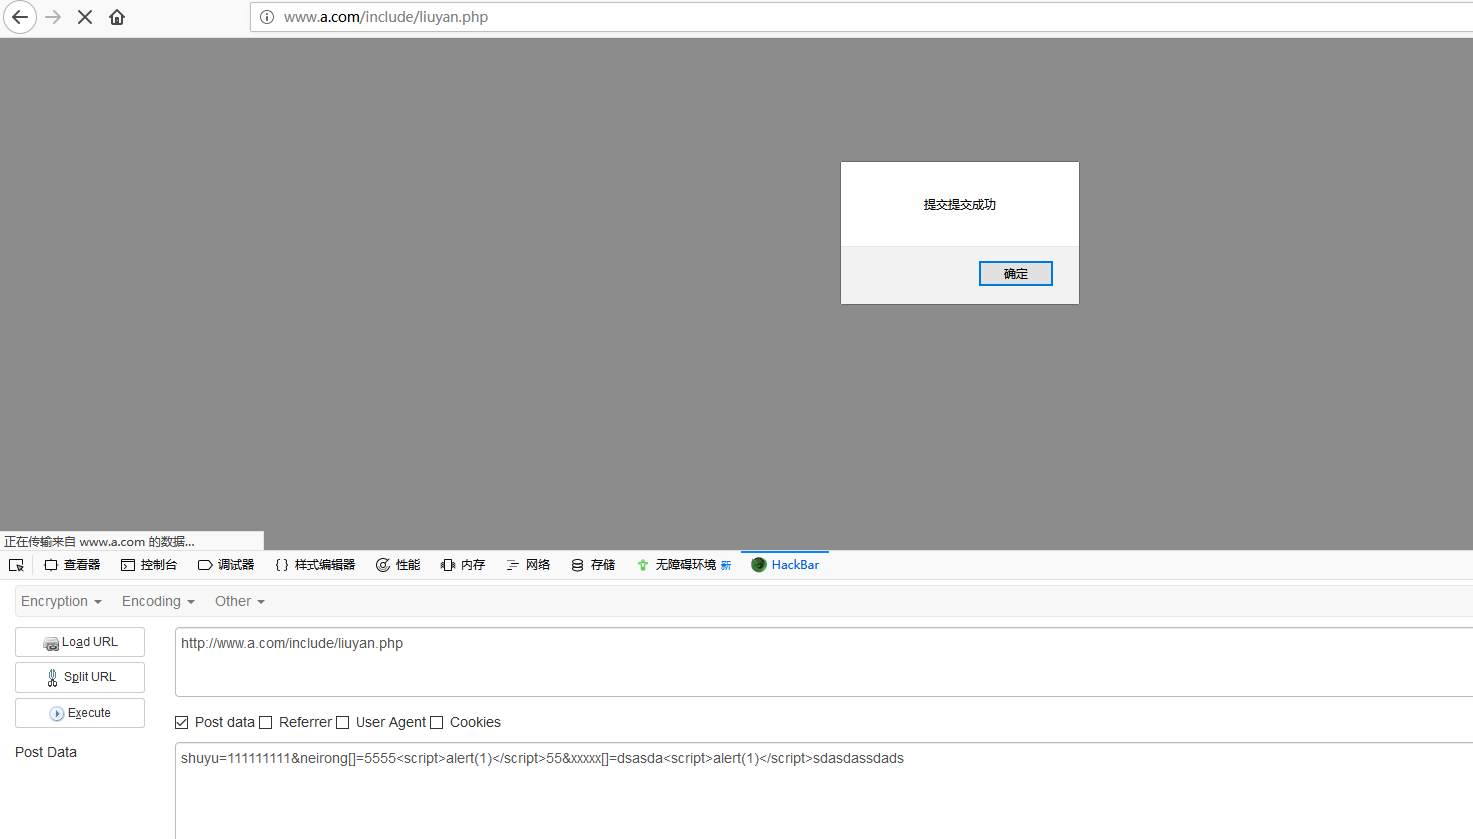 www.a.com/include/liuyan.php
提交提交成功
确定
正在传输来自 www.a.com 的数据...
查看器 控制台 调试器 {} 样式编辑器 性能 内存 网络 存储 无障碍环境 新 HackBar
Encryption Encoding Other
Load URL http://www.a.com/include/liuyan.php
Split URL
Execute
Post data Referrer User Agent Cookies
Post Data shuyu=111111111&neirong[]=5555<script>alert(1)</script>55&xxxxx[]=dsasda<script>alert(1)</script>sdasdassdads